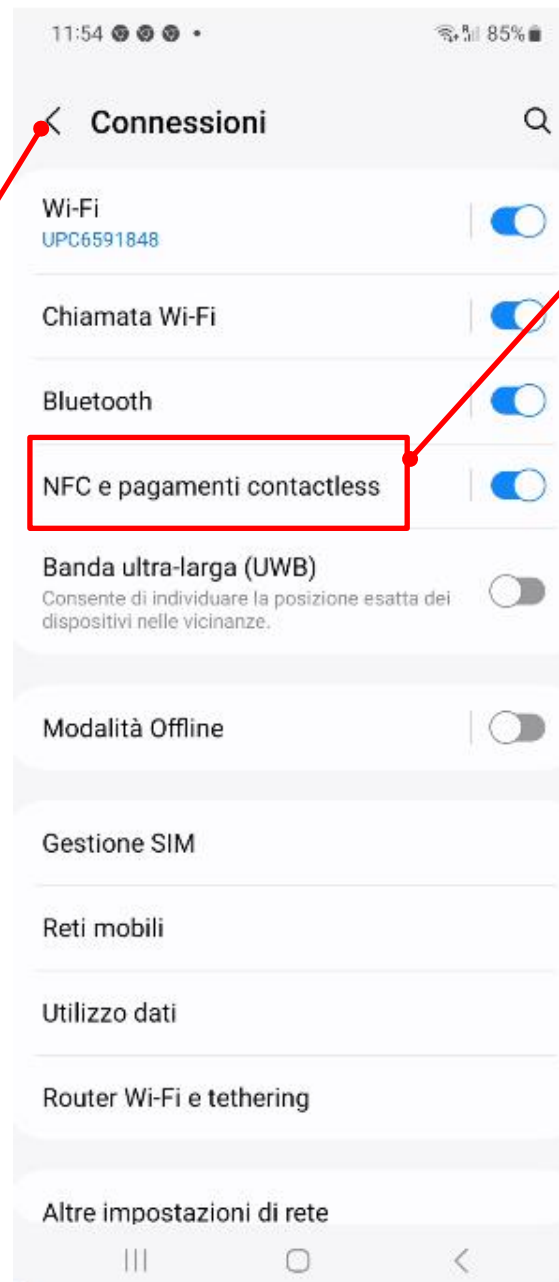 11:54
85%
Connessioni
Wi-Fi
UPC6591848
Chiamata Wi-Fi
Bluetooth
NFC e pagamenti contactless
Banda ultra-larga (UWB)
Consente di individuare la posizione esatta dei
dispositivi nelle vicinanze.
Modalità Offline
Gestione SIM
Reti mobili
Utilizzo dati
Router Wi-Fi e tethering
Altre impostazioni di rete